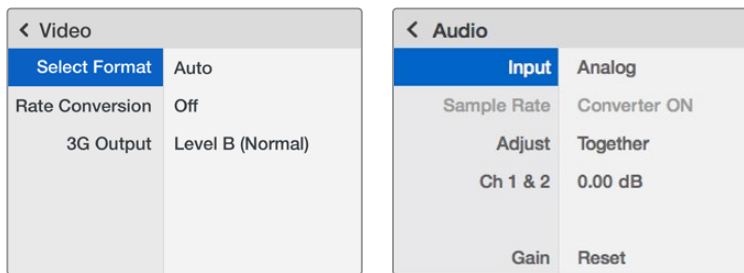 < Video
Select Format Auto
Rate Conversion Off
3G Output Level B (Normal)
< Audio
Input Analog
Sample Rate Converter ON
Adjust Together
Ch 1 & 2 0.00 dB
Gain Reset